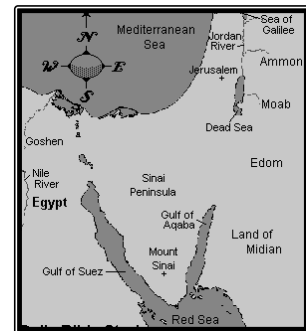 Mediterranean
Sea
Sea of
Galilee
Jordan
River
N
W
E
S
Jerusalem
Ammon
Moab
Dead Sea
Goshen
Edom
Nile
River
Sinai
Peninsula
Egypt
Gulf of
Aqaba
Land of
Midian
Mount
Sinai
Gulf of Suez
Red Sea